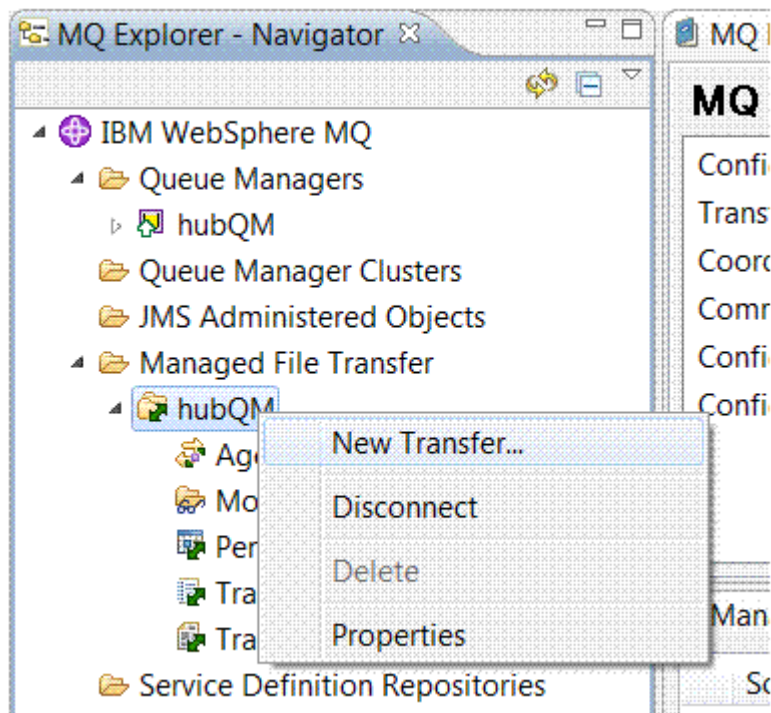 MQ Explorer - Navigator
MQ
IBM WebSphere MQ
Queue Managers
hubQM
Queue Manager Clusters
JMS Administered Objects
Managed File Transfer
hubQM
New Transfer...
Disconnect
Delete
Properties
Service Definition Repositories
MQ